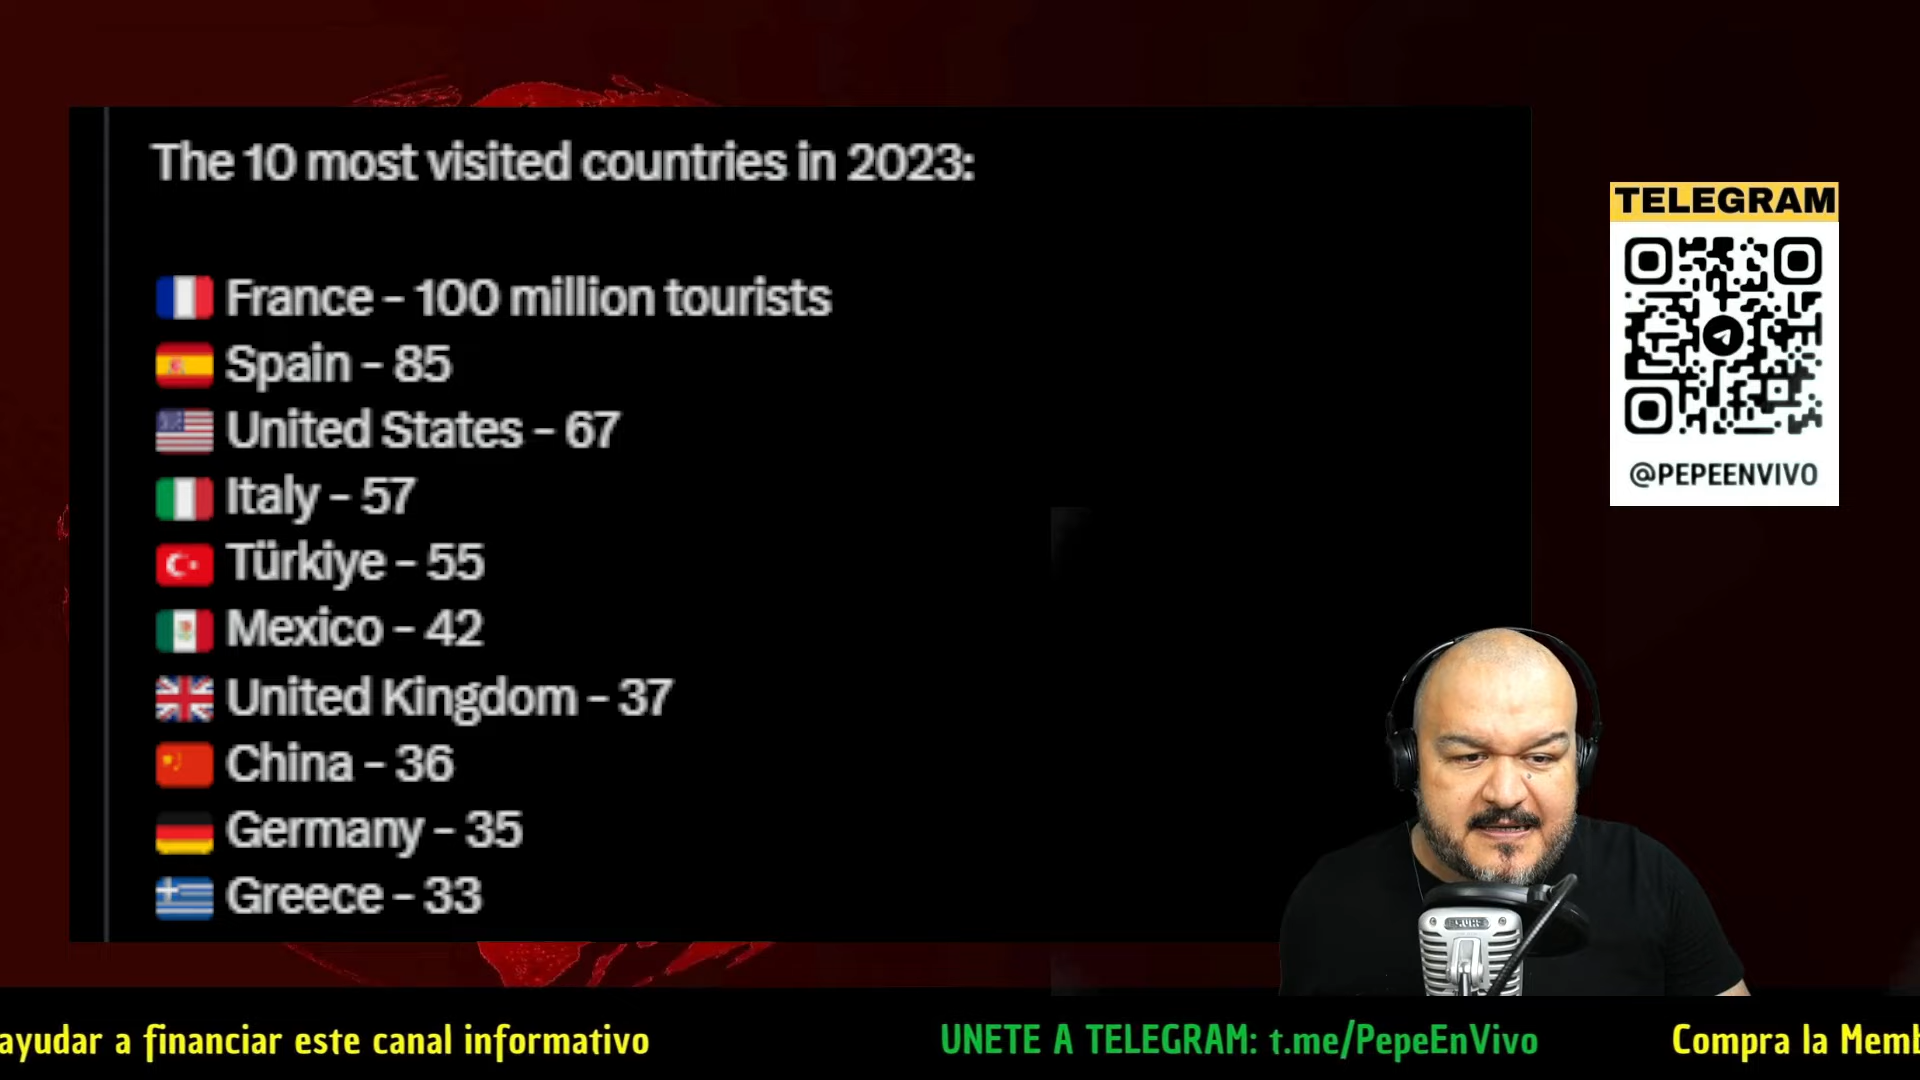 The 10 most visited countries in 2023:
France – 100 million tourists
Spain – 85
United States – 67
Italy – 57
Türkiye – 55
Mexico – 42
United Kingdom – 37
China – 36
Germany – 35
Greece – 33
TELEGRAM
@PEPEENVIVO
ayudar a financiar este canal informativo
UNETE A TELEGRAM: t.me/PepeEnVivo
Compra la Memb